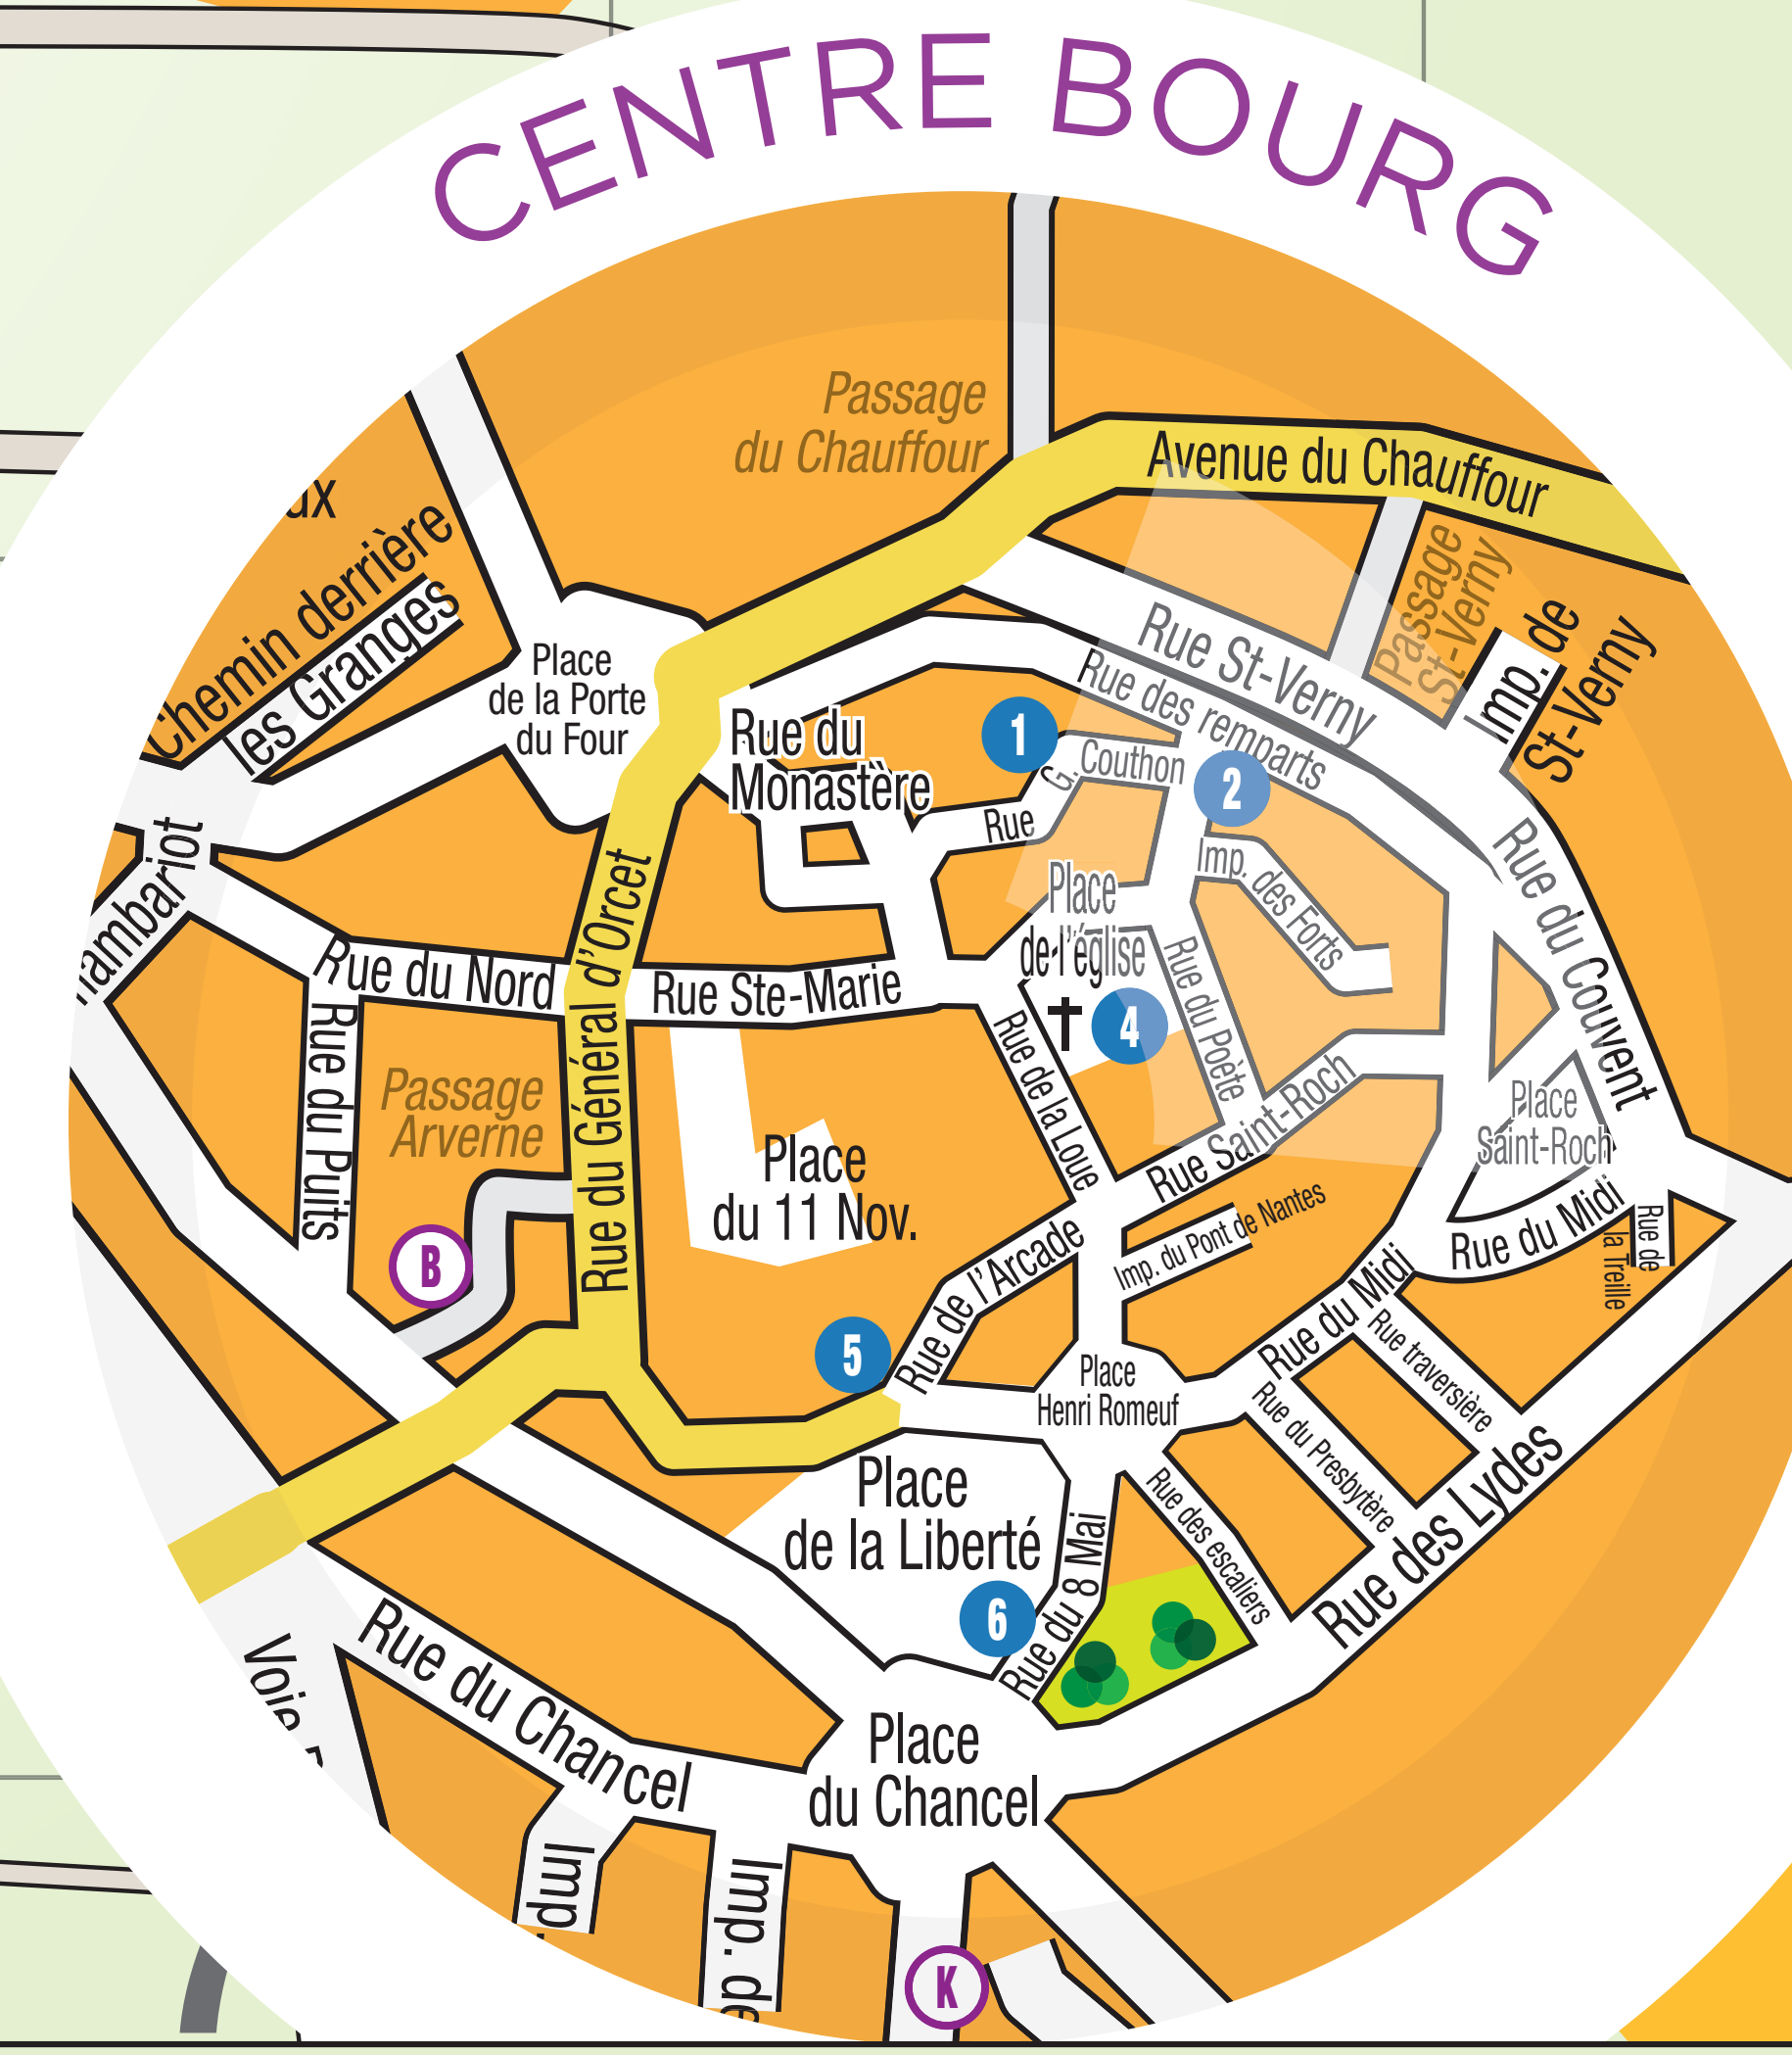 CENTRE BOURG
Passage
du Chauffour
Avenue du Chauffour
ux
Chemin derrière
les Granges
Passage
St-Verny
Imp. de
St-Verny
Place
de la Porte
du Four
Rue St-Verny
Rue des remparts
Rue du
Monastère
1
G. Couthon
Rue
2
Rue du Couvent
Imp. des Forts
Place
de l'église
4
Rue du Poète
Rue du Nord
Rue Ste-Marie
Rue du Général d'Orcet
Rue du Puits
Passage
Arverne
B
Rue de la Loue
Rue Saint-Roch
Place
Saint-Roch
Place
du 11 Nov.
Imp. du Pont de Nantes
Rue du Midi
Rue de
la Treille
Rue de l'Arcade
5
Rue du Midi
Rue traversière
Place
Henri Romeuf
Rue du Presbytère
Rue des Lydes
Place
de la Liberté
Rue des escaliers
Rue du 8 Mai
6
Rue du Chancel
Voie
Place
du Chancel
Imp
Imp. de
K